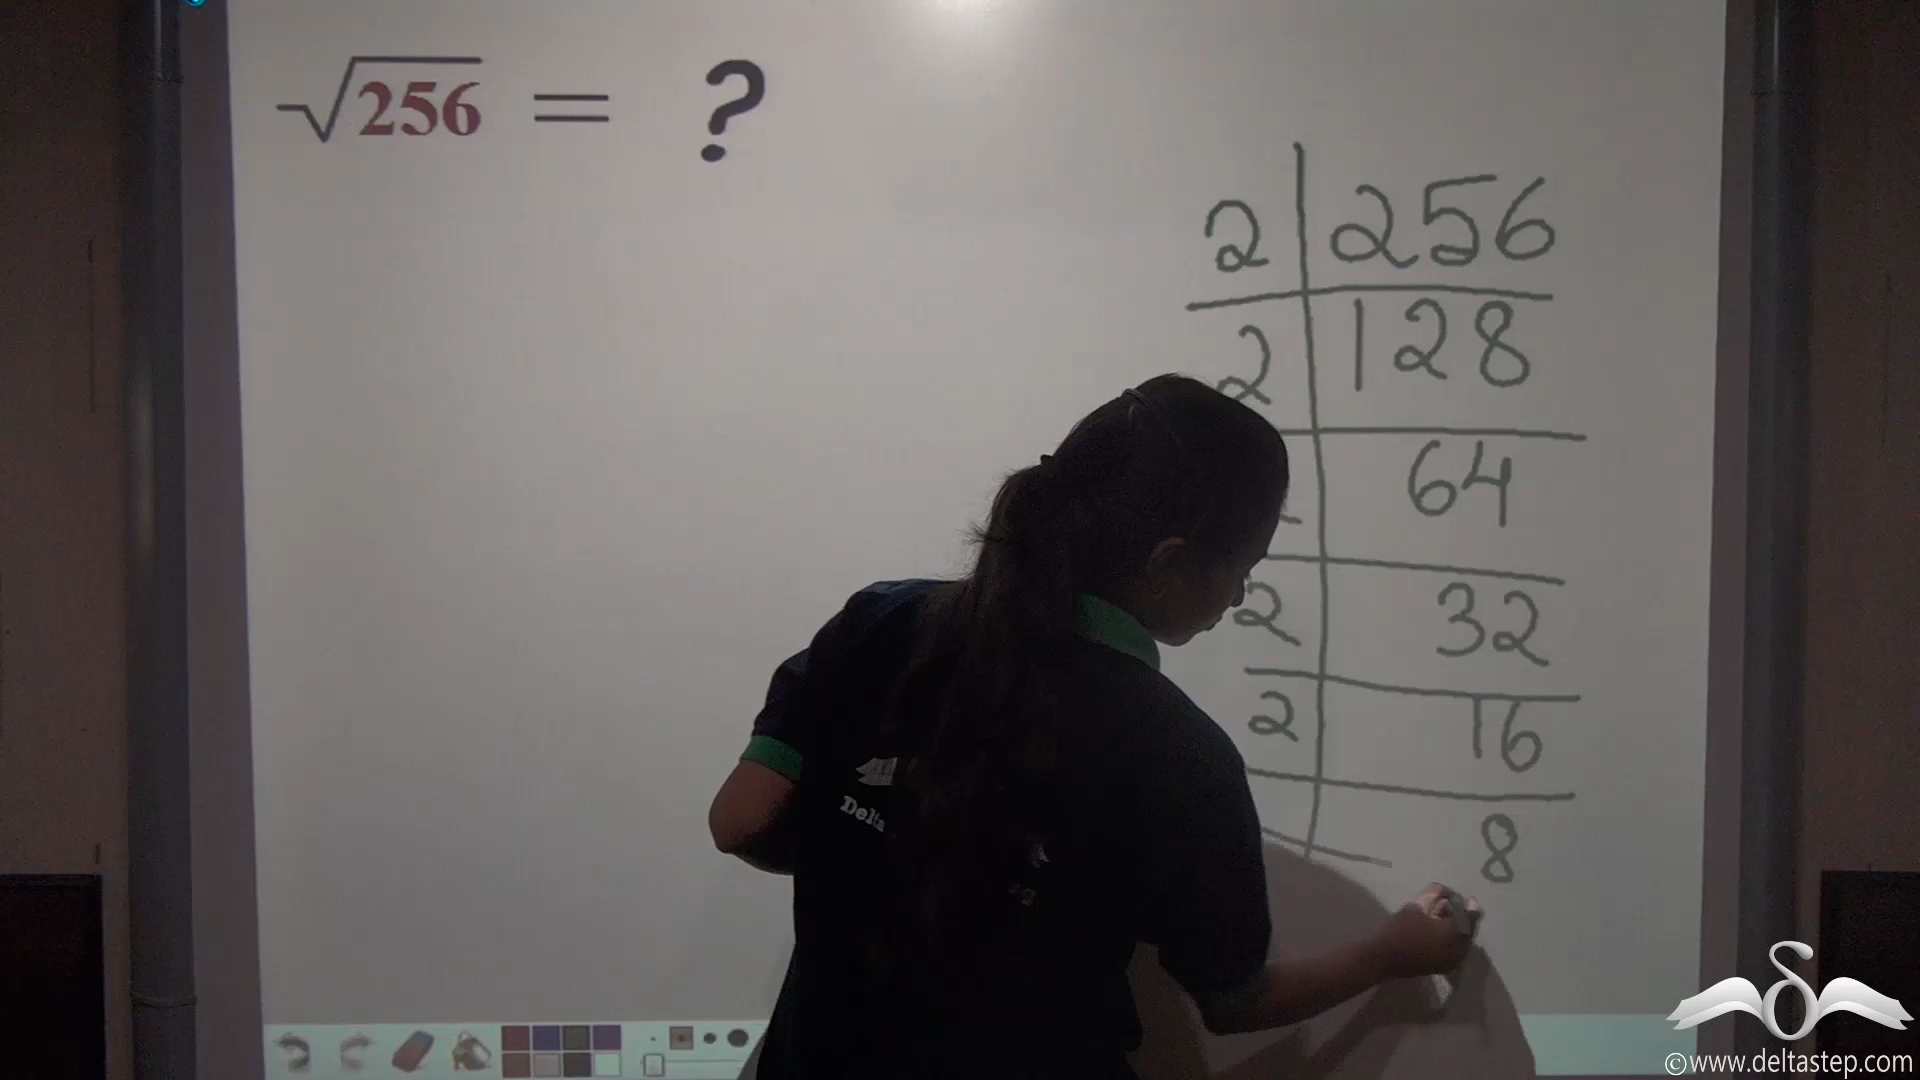 √256 = ?
2 | 256
2 | 128
64
2 | 32
2 | 16
8
Delta
©www.deltastep.com